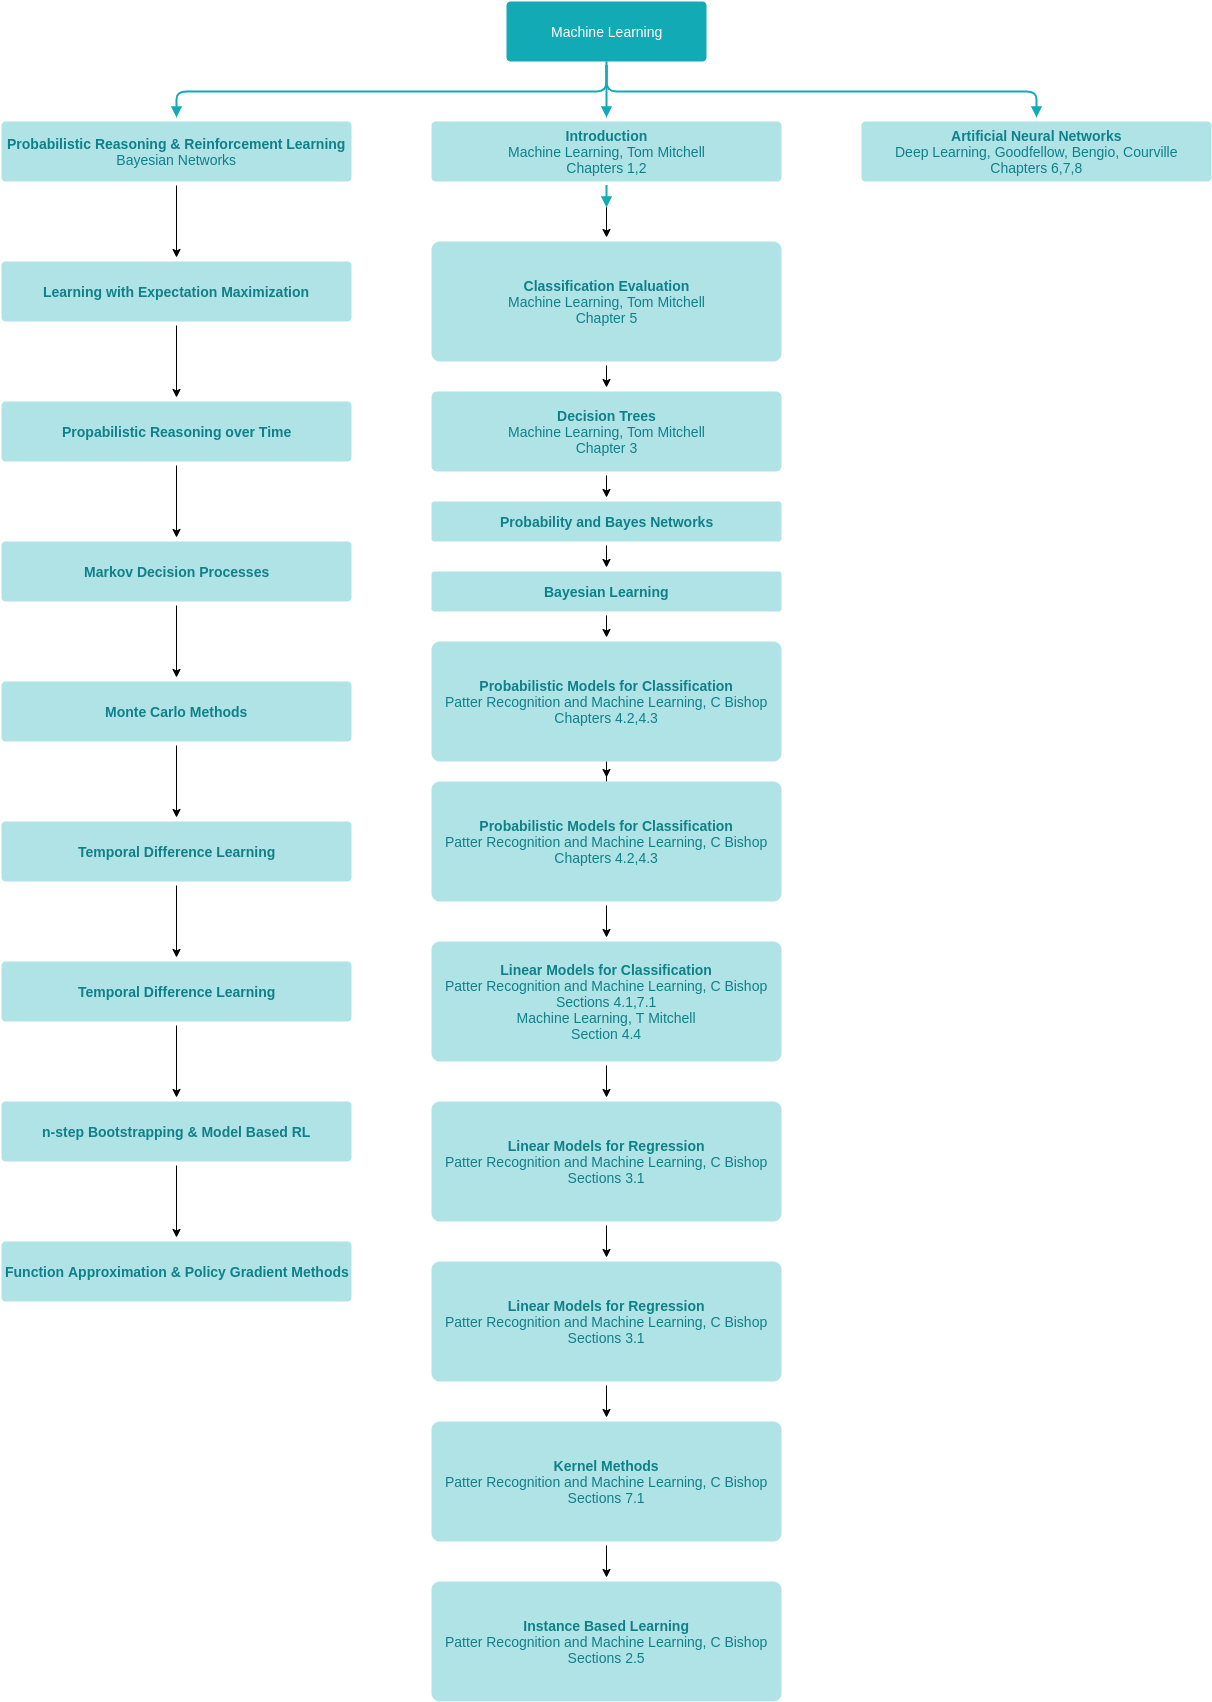 Machine Learning
Probabilistic Reasoning & Reinforcement Learning
Bayesian Networks
Learning with Expectation Maximization
Propabilistic Reasoning over Time
Markov Decision Processes
Monte Carlo Methods
Temporal Difference Learning
Temporal Difference Learning
n-step Bootstrapping & Model Based RL
Function Approximation & Policy Gradient Methods
Introduction
Machine Learning, Tom Mitchell
Chapters 1,2
Classification Evaluation
Machine Learning, Tom Mitchell
Chapter 5
Decision Trees
Machine Learning, Tom Mitchell
Chapter 3
Probability and Bayes Networks
Bayesian Learning
Probabilistic Models for Classification
Patter Recognition and Machine Learning, C Bishop
Chapters 4.2,4.3
Probabilistic Models for Classification
Patter Recognition and Machine Learning, C Bishop
Chapters 4.2,4.3
Linear Models for Classification
Patter Recognition and Machine Learning, C Bishop
Sections 4.1,7.1
Machine Learning, T Mitchell
Section 4.4
Linear Models for Regression
Patter Recognition and Machine Learning, C Bishop
Sections 3.1
Linear Models for Regression
Patter Recognition and Machine Learning, C Bishop
Sections 3.1
Kernel Methods
Patter Recognition and Machine Learning, C Bishop
Sections 7.1
Instance Based Learning
Patter Recognition and Machine Learning, C Bishop
Sections 2.5
Artificial Neural Networks
Deep Learning, Goodfellow, Bengio, Courville
Chapters 6,7,8